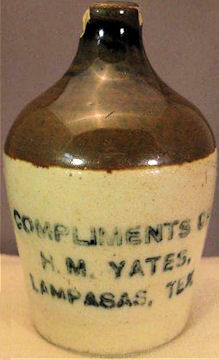 COMPLIMENTS OF
H. M. YATES,
LAMPASAS, TEX